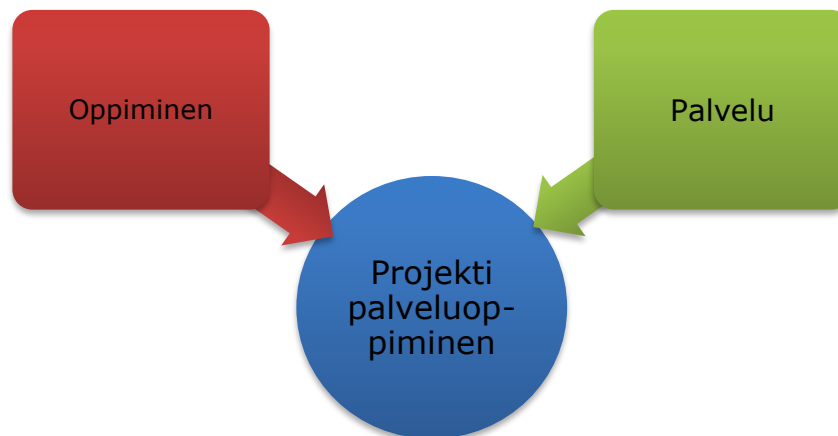 Oppiminen
Palvelu
Projekti
palveluop-
piminen